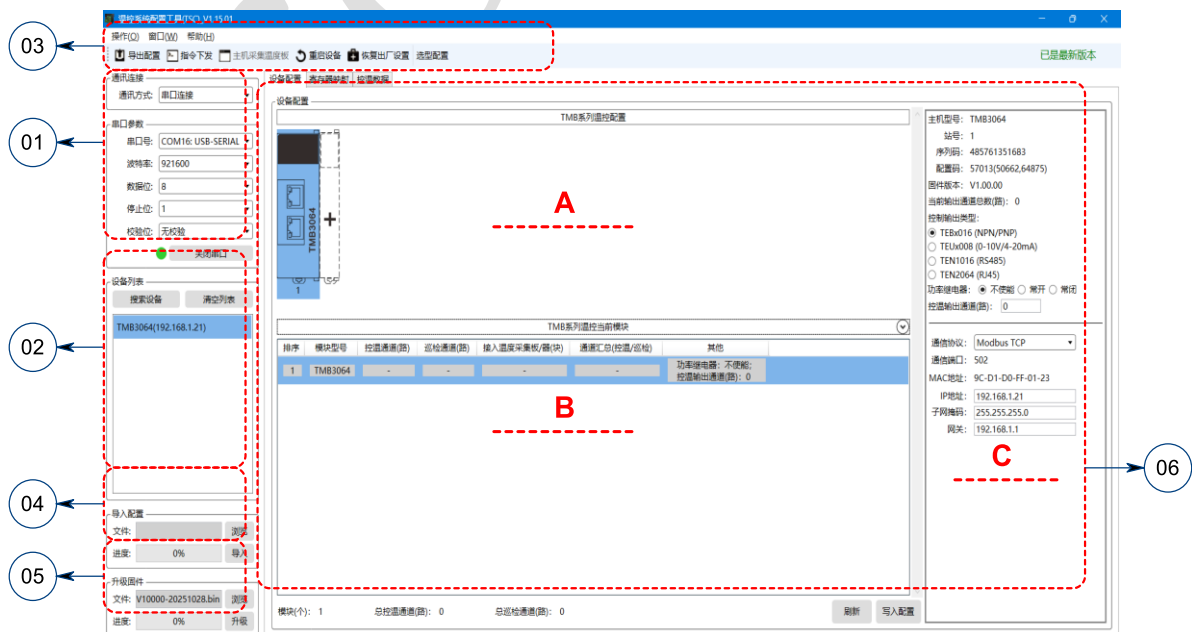 温控系统配置工具(TSC) V1.15.01
操作(O) 窗口(W) 帮助(H)
导出配置 指令下发 主机采集温度板 重启设备 恢复出厂设置 选型配置
已是最新版本
03
通讯连接
通讯方式: 串口连接
01
串口参数
串口号: COM16: USB-SERIAL
波特率: 921600
数据位: 8
停止位: 1
校验位: 无校验
关闭串口
02
设备列表
搜索设备 清空列表
TMB3064(192.168.1.21)
04
导入配置
文件: 浏览
进度: 0% 导入
05
升级固件
文件: V10000-20251028.bin 浏览
进度: 0% 升级
设备配置 寄存器映射 控温数据
设备配置
TMB系列温控配置
TMB3064
1
+
A
TMB系列温控当前模块
排序 模块型号 控温通道(路) 巡检通道(路) 接入温度采集板/器(块) 通道汇总(控温/巡检) 其他
1 TMB3064 - - - - 功率继电器: 不使能;
控温输出通道(路): 0
B
模块(个): 1 总控温通道(路): 0 总巡检通道(路): 0
刷新 写入配置
主机型号: TMB3064
站号: 1
序列码: 485761351683
配置码: 57013(50662,64875)
固件版本: V1.00.00
当前输出通道总数(路): 0
控制输出类型:
TEBx016 (NPN/PNP)
TEUx008 (0-10V/4-20mA)
TEN1016 (RS485)
TEN2064 (RJ45)
功率继电器: 不使能 常开 常闭
控温输出通道(路): 0
通信协议: Modbus TCP
通信端口: 502
MAC地址: 9C-D1-D0-FF-01-23
IP地址: 192.168.1.21
子网掩码: 255.255.255.0
网关: 192.168.1.1
C
06